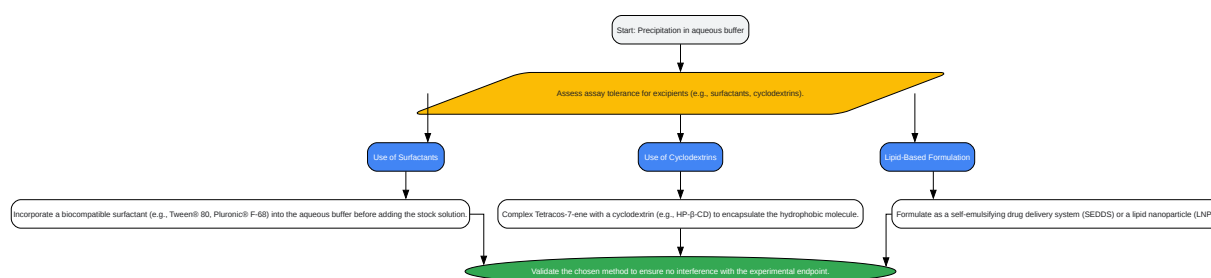 Start: Precipitation in aqueous buffer
Assess assay tolerance for excipients (e.g., surfactants, cyclodextrins).
Use of Surfactants
Use of Cyclodextrins
Lipid-Based Formulation
Incorporate a biocompatible surfactant (e.g., Tween® 80, Pluronic® F-68) into the aqueous buffer before adding the stock solution.
Complex Tetracos-7-ene with a cyclodextrin (e.g., HP-β-CD) to encapsulate the hydrophobic molecule.
Formulate as a self-emulsifying drug delivery system (SEDDS) or a lipid nanoparticle (LNP
Validate the chosen method to ensure no interference with the experimental endpoint.